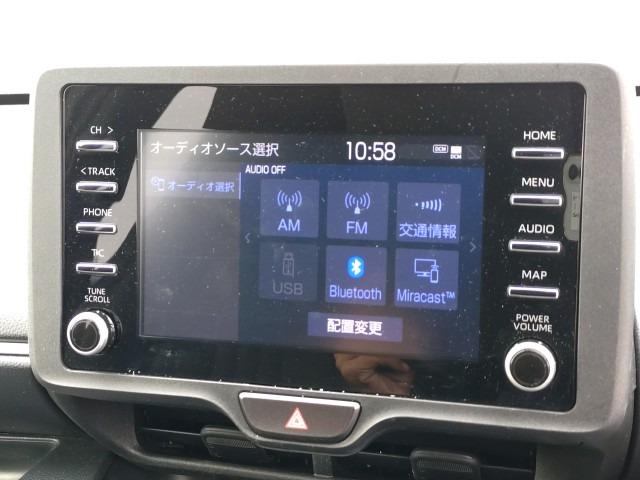 CH >
< TRACK
PHONE
T/C
TUNE
SCROLL
オーディオソース選択
10:58
DCM
DCM
AUDIO OFF
オーディオ選択
AM
FM
交通情報
USB
Bluetooth
Miracast™
配置変更
HOME
MENU
AUDIO
MAP
POWER
VOLUME